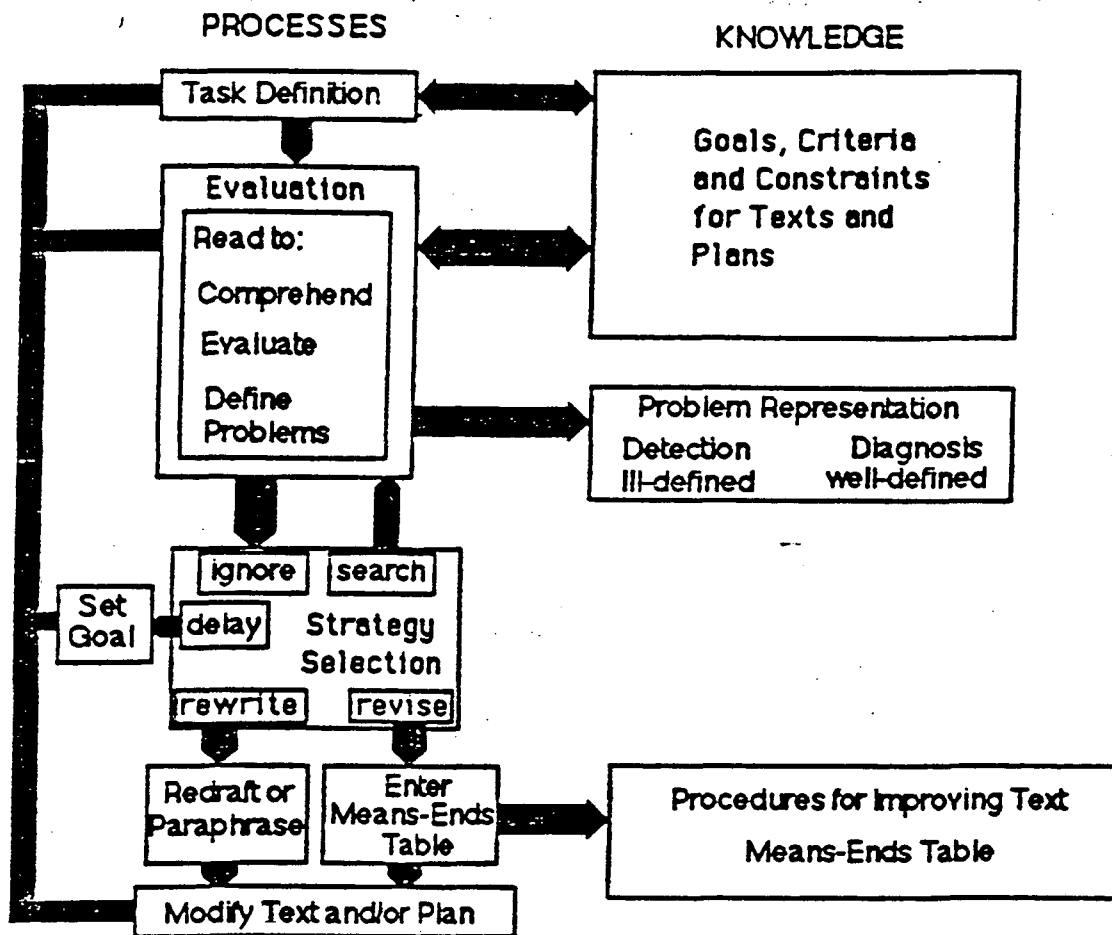 PROCESSES
KNOWLEDGE
Task Definition
Goals, Criteria
and Constraints
for Texts and
Plans
Evaluation
Read to:
Comprehend
Evaluate
Define
Problems
Problem Representation
Detection Diagnosis
Ill-defined well-defined
ignore search
Set
Goal
delay Strategy
Selection
rewrite revise
Redraft or
Paraphrase
Enter
Means-Ends
Table
Procedures for Improving Text
Means-Ends Table
Modify Text and/or Plan